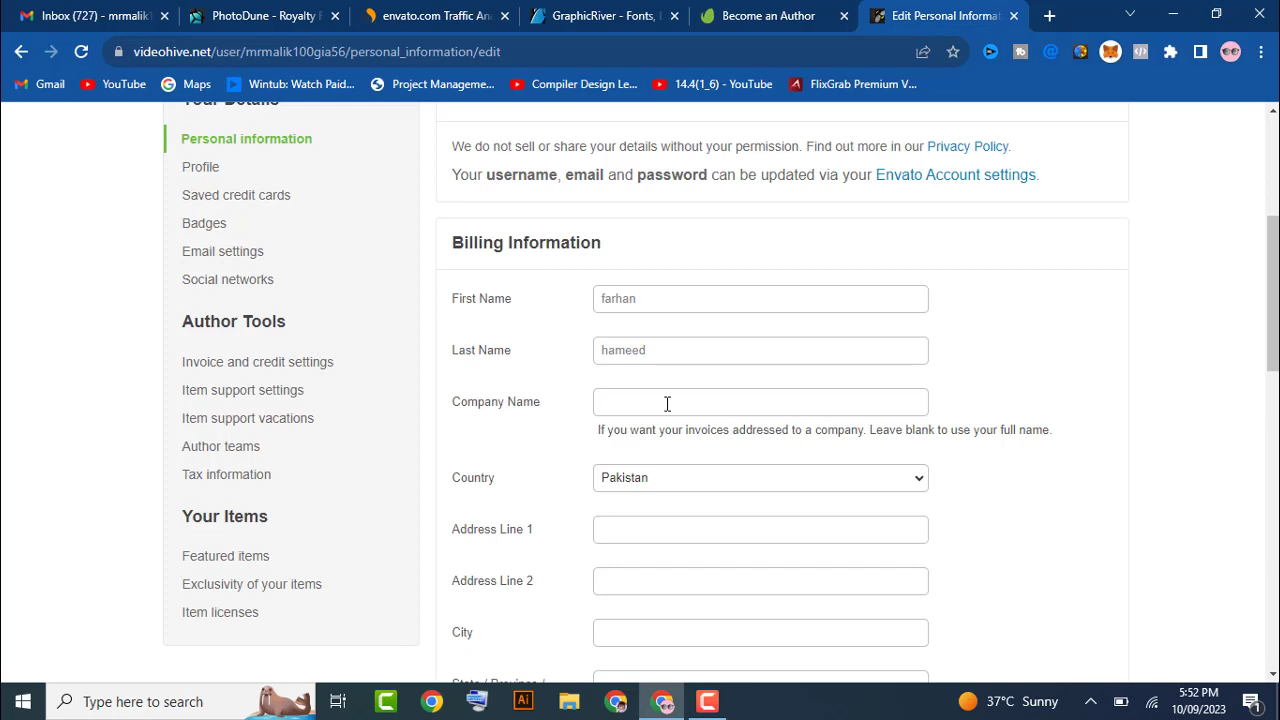 Inbox (727) - mrmalik
PhotoDune - Royalty F
envato.com Traffic An
GraphicRiver - Fonts,
Become an Author
Edit Personal Informa
videohive.net/user/mrmalik100gia56/personal_information/edit
Gmail
YouTube
Maps
Wintub: Watch Paid...
Project Manageme...
Compiler Design Le...
14.4(1_6) - YouTube
FlixGrab Premium V...
Your Details
Personal information
Profile
Saved credit cards
Badges
Email settings
Social networks
Author Tools
Invoice and credit settings
Item support settings
Item support vacations
Author teams
Tax information
Your Items
Featured items
Exclusivity of your items
Item licenses
We do not sell or share your details without your permission. Find out more in our Privacy Policy.
Your username, email and password can be updated via your Envato Account settings.
Billing Information
First Name farhan
Last Name hameed
Company Name
If you want your invoices addressed to a company. Leave blank to use your full name.
Country Pakistan
Address Line 1
Address Line 2
City
State / Province /
Type here to search
Ai
37°C Sunny
5:52 PM
10/09/2023
1